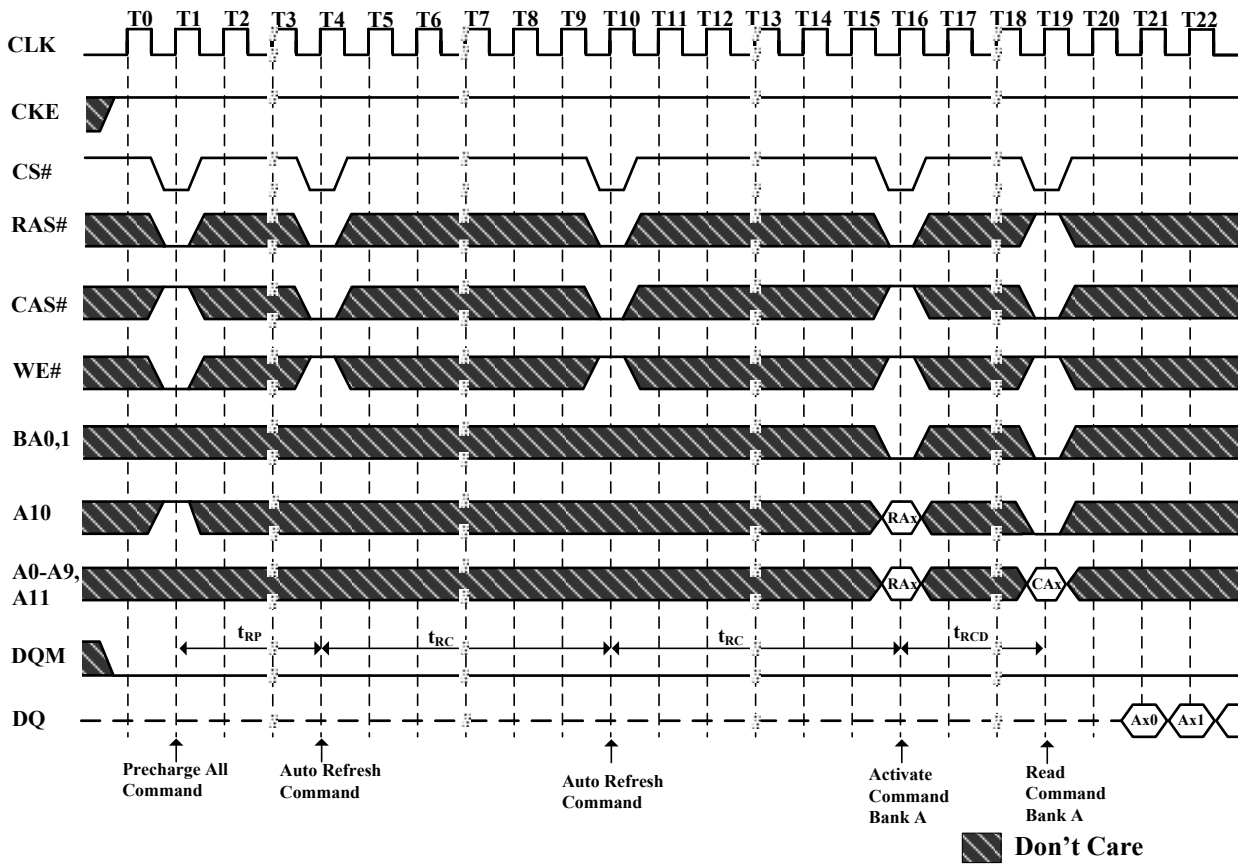 T0 T1 T2 T3 T4 T5 T6 T7 T8 T9 T10 T11 T12 T13 T14 T15 T16 T17 T18 T19 T20 T21 T22
CLK
CKE
CS#
RAS#
CAS#
WE#
BA0,1
A10 RAx
A0-A9,
A11 RAx CAx
tRP tRC tRC tRCD
DQM
DQ Ax0 Ax1
Precharge All
Command
Auto Refresh
Command
Auto Refresh
Command
Activate
Command
Bank A
Read
Command
Bank A
Don't Care